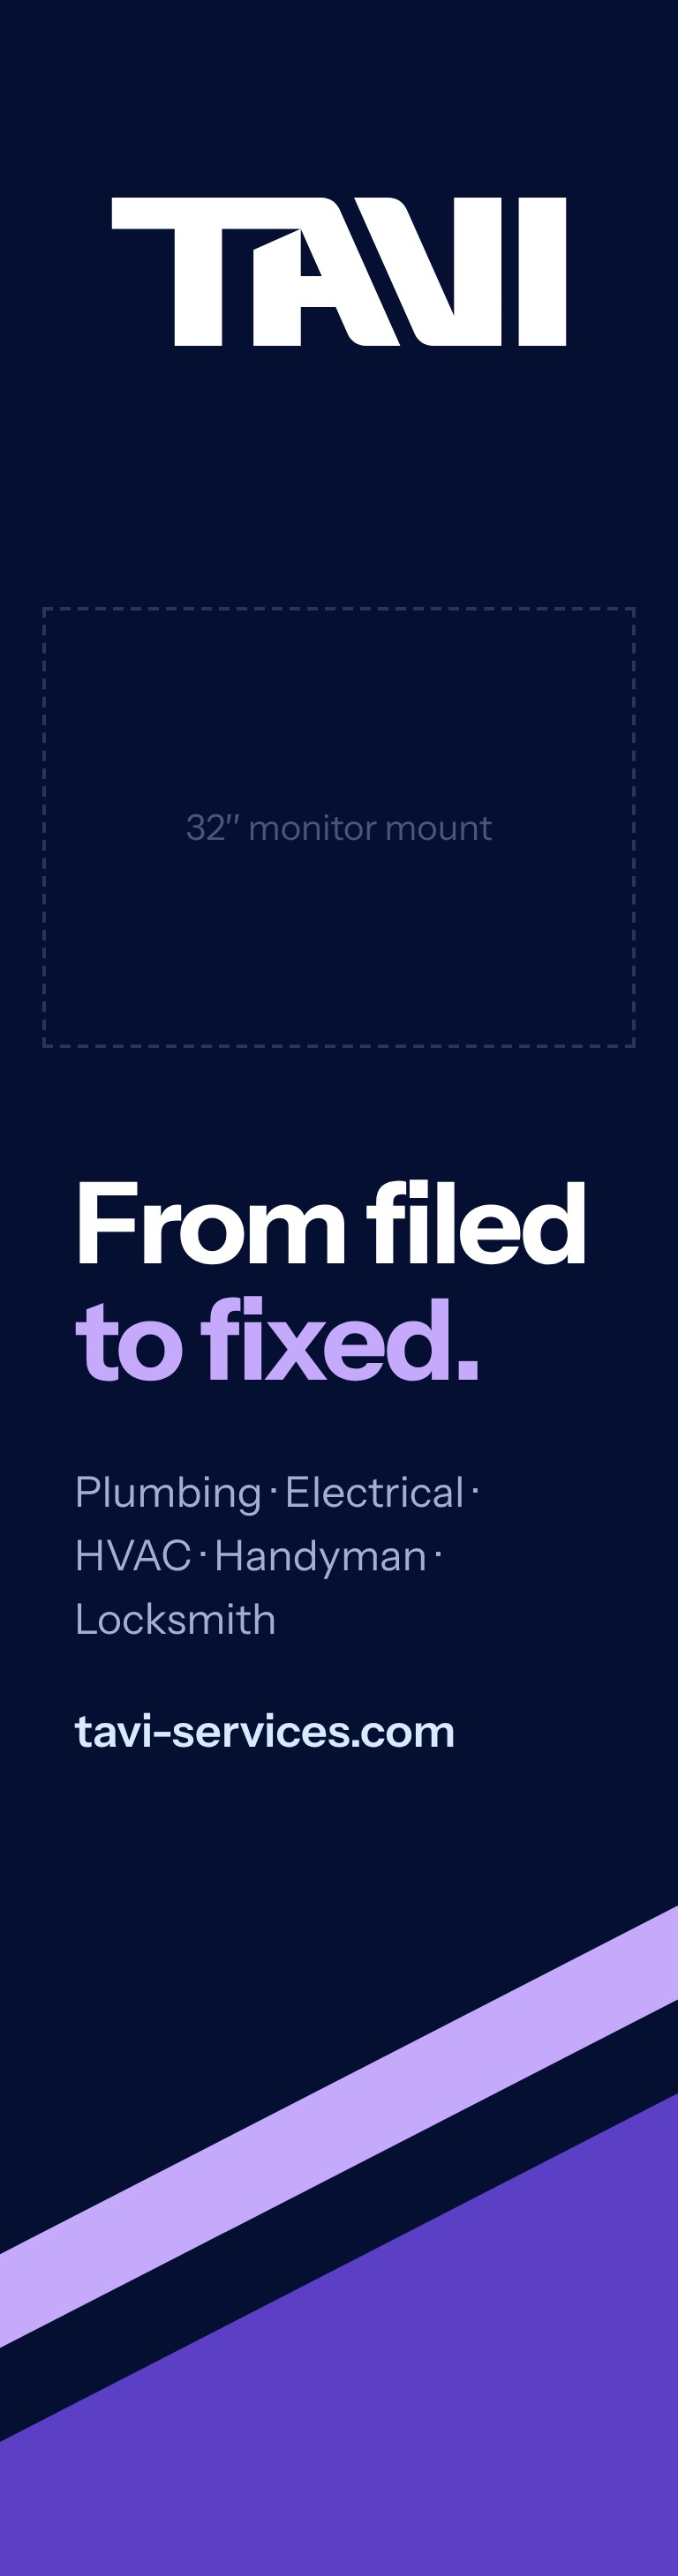 TAVI
32″ monitor mount
From filed
to fixed.
Plumbing · Electrical ·
HVAC · Handyman ·
Locksmith
tavi-services.com